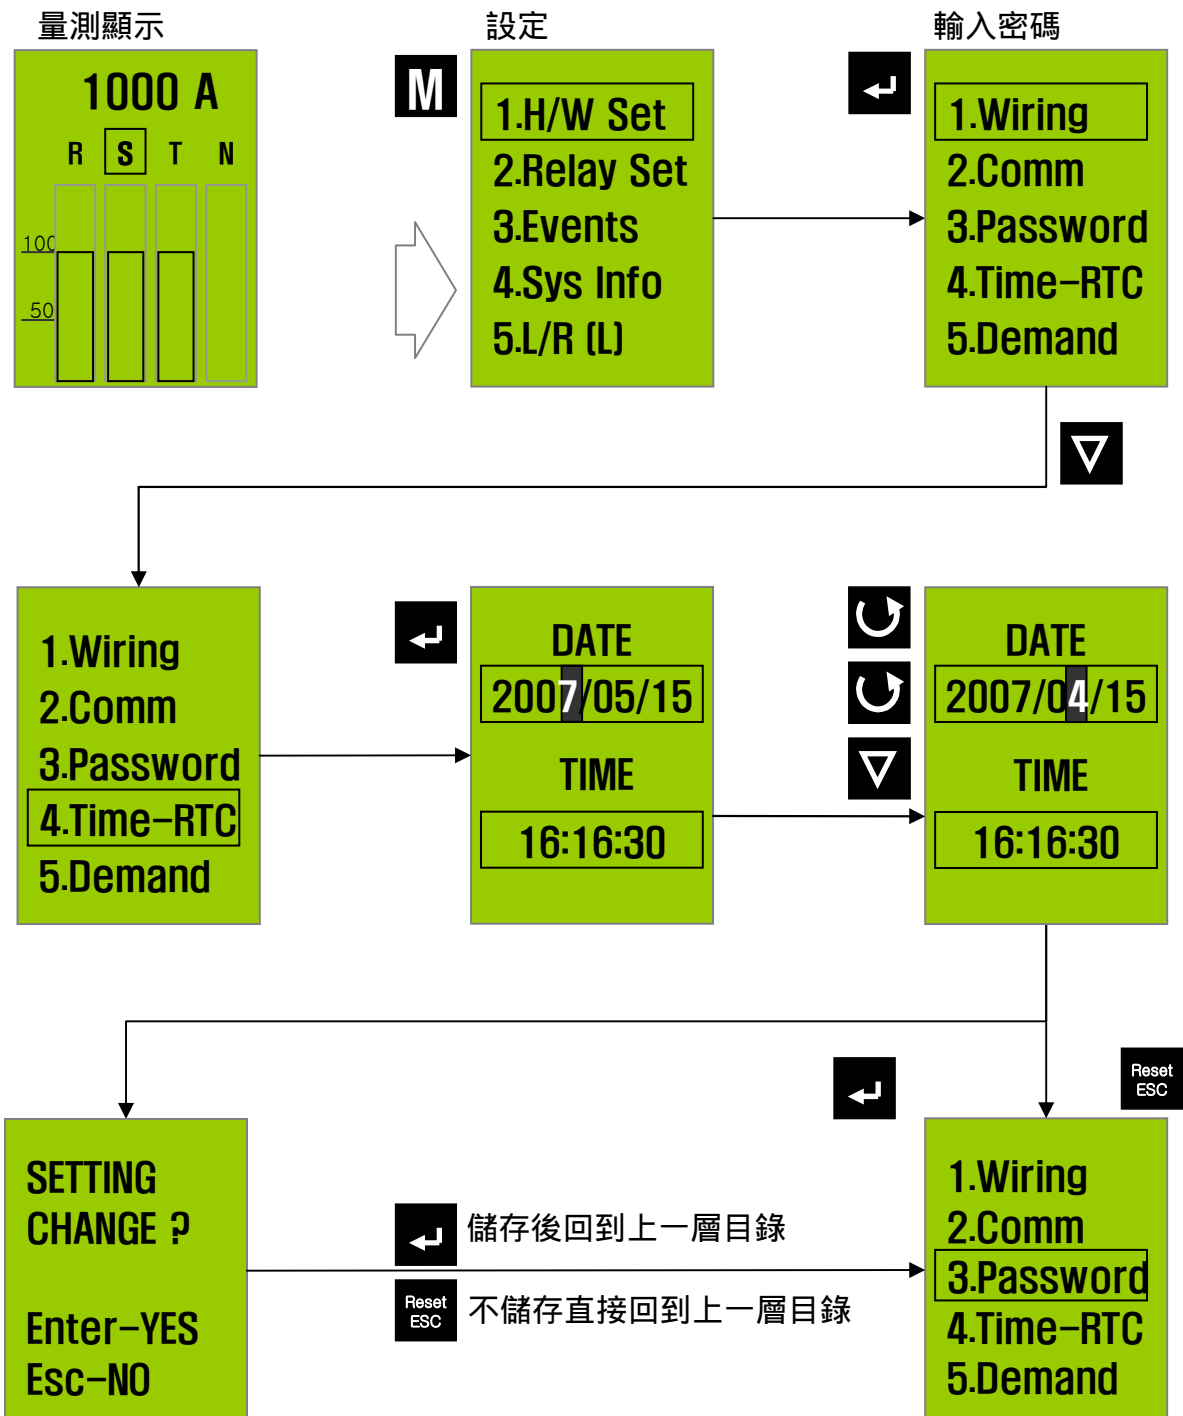 量測顯示
設定
輸入密碼
1000 A
R S T N
100
50
M
1.H/W Set
2.Relay Set
3.Events
4.Sys Info
5.L/R (L)
1.Wiring
2.Comm
3.Password
4.Time-RTC
5.Demand
1.Wiring
2.Comm
3.Password
4.Time-RTC
5.Demand
DATE
2007/05/15
TIME
16:16:30
DATE
2007/04/15
TIME
16:16:30
Reset
ESC
SETTING
CHANGE ?
Enter-YES
Esc-NO
儲存後回到上一層目錄
Reset
ESC
不儲存直接回到上一層目錄
1.Wiring
2.Comm
3.Password
4.Time-RTC
5.Demand